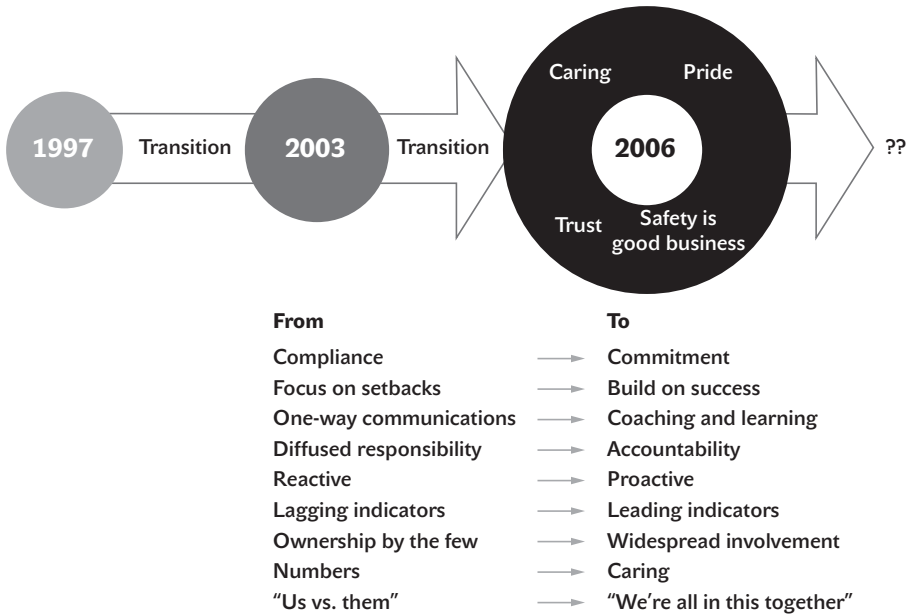 Caring Pride
1997 Transition 2003 Transition 2006 ??
Trust Safety is
good business
From To
Compliance Commitment
Focus on setbacks Build on success
One-way communications Coaching and learning
Diffused responsibility Accountability
Reactive Proactive
Lagging indicators Leading indicators
Ownership by the few Widespread involvement
Numbers Caring
“Us vs. them” “We’re all in this together”